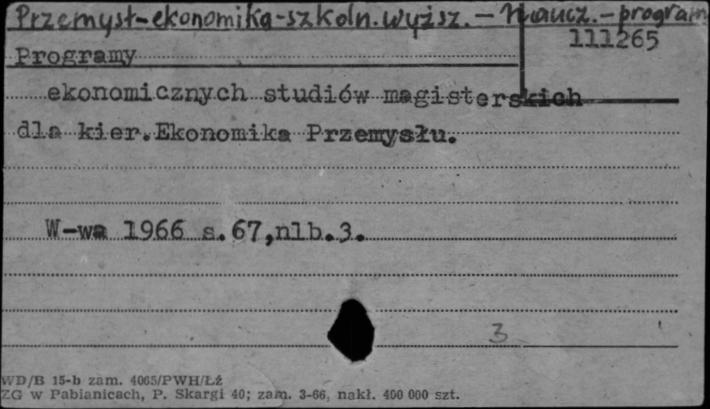 Przemysł-ekonomika-szkoln.wyższ.-naucz.-program
111265
Programy
ekonomicznych studiów magisterskich
dla kier.Ekonomika Przemysłu.
W-wa 1966 s.67,nlb.3.
3
WD/B 15-b zam. 4065/PWH/Łź
ZG w Pabianicach, P. Skargi 40; zam. 3-66, nakł. 400 000 szt.